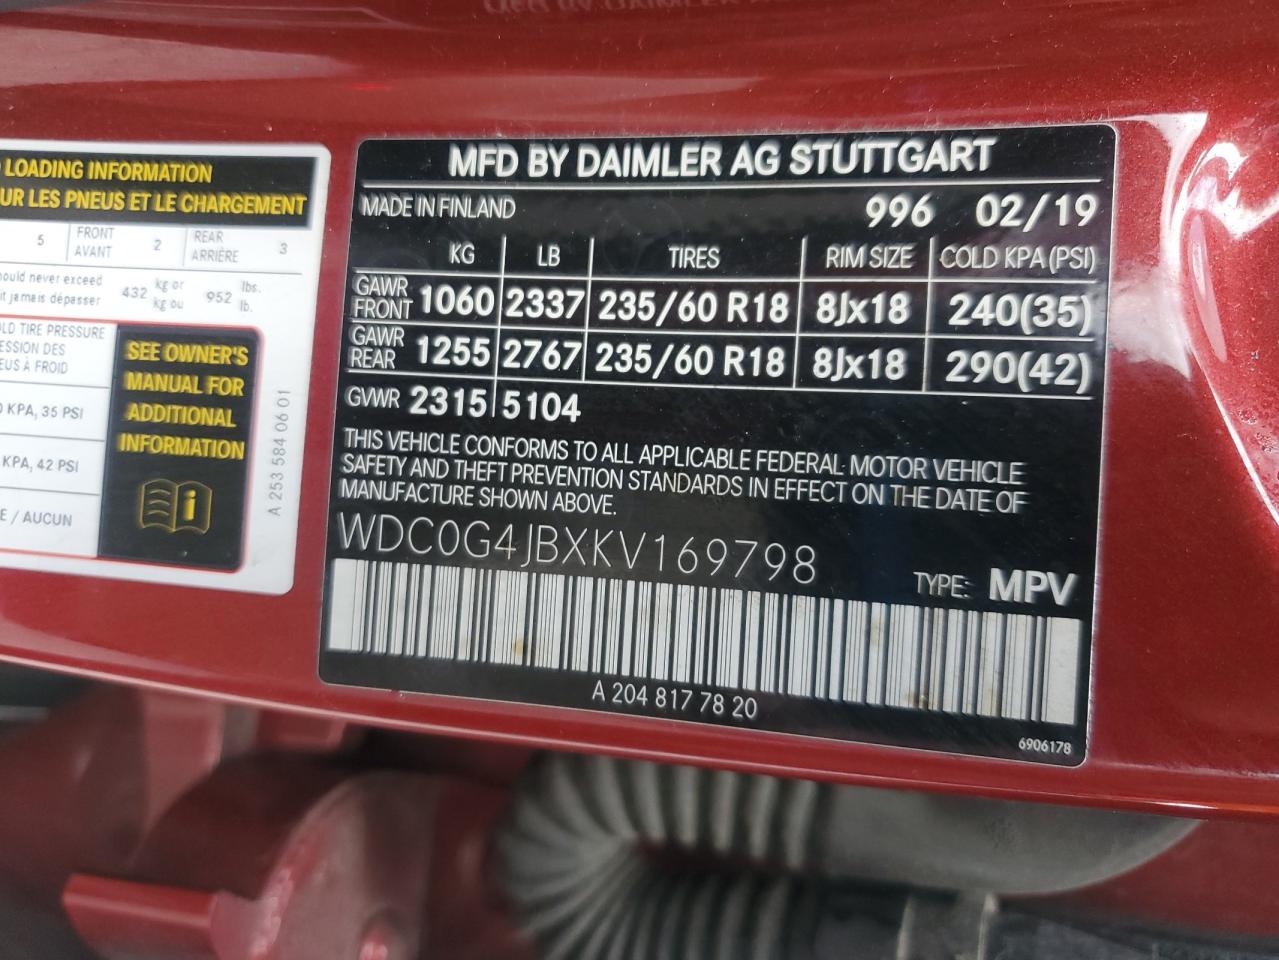 LOADING INFORMATION
UR LES PNEUS ET LE CHARGEMENT
5 FRONT AVANT 2 REAR ARRIÈRE 3
ould never exceed
it jamais dépasser 432 kg or kg ou 952 lbs. lb.
OLD TIRE PRESSURE
ESSION DES
EUS À FROID
KPA, 35 PSI
KPA, 42 PSI
E / AUCUN
SEE OWNER'S
MANUAL FOR
ADDITIONAL
INFORMATION
i
A 253 584 06 01
MFD BY DAIMLER AG STUTTGART
MADE IN FINLAND 996 02/19
KG LB TIRES RIM SIZE COLD KPA (PSI)
GAWR FRONT 1060 2337 235/60 R18 8Jx18 240(35)
GAWR REAR 1255 2767 235/60 R18 8Jx18 290(42)
GVWR 2315 5104
THIS VEHICLE CONFORMS TO ALL APPLICABLE FEDERAL MOTOR VEHICLE
SAFETY AND THEFT PREVENTION STANDARDS IN EFFECT ON THE DATE OF
MANUFACTURE SHOWN ABOVE.
WDC0G4JBXKV169798
TYPE: MPV
A 204 817 78 20
6906178